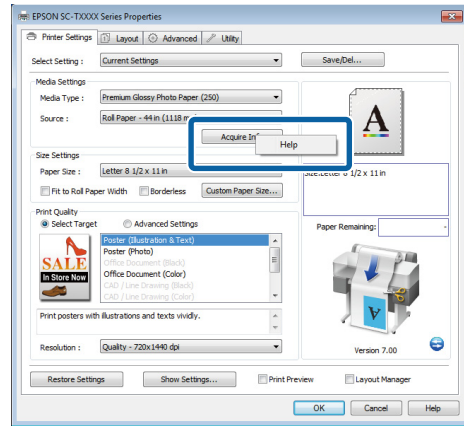 EPSON SC-TXXXX Series Properties
Printer Settings Layout Advanced Utility
Select Setting : Current Settings Save/Del...
Media Settings
Media Type : Premium Glossy Photo Paper (250)
Source : Roll Paper - 44 in (1118 m
A
Acquire Inf
Help
Size Settings
Paper Size : Letter 8 1/2 x 11 in
Size:Letter 8 1/2 x 11 in
Fit to Roll Paper Width Borderless Custom Paper Size...
Print Quality
Select Target Advanced Settings
Paper Remaining:
SALE
In Store Now
Poster (Illustration & Text)
Poster (Photo)
Office Document (Black)
Office Document (Color)
CAD / Line Drawing (Black)
CAD / Line Drawing (Color)
A
Print posters with illustrations and texts vividly.
Resolution : Quality - 720x1440 dpi
Version 7.00
Restore Settings Show Settings... Print Preview Layout Manager
OK Cancel Help